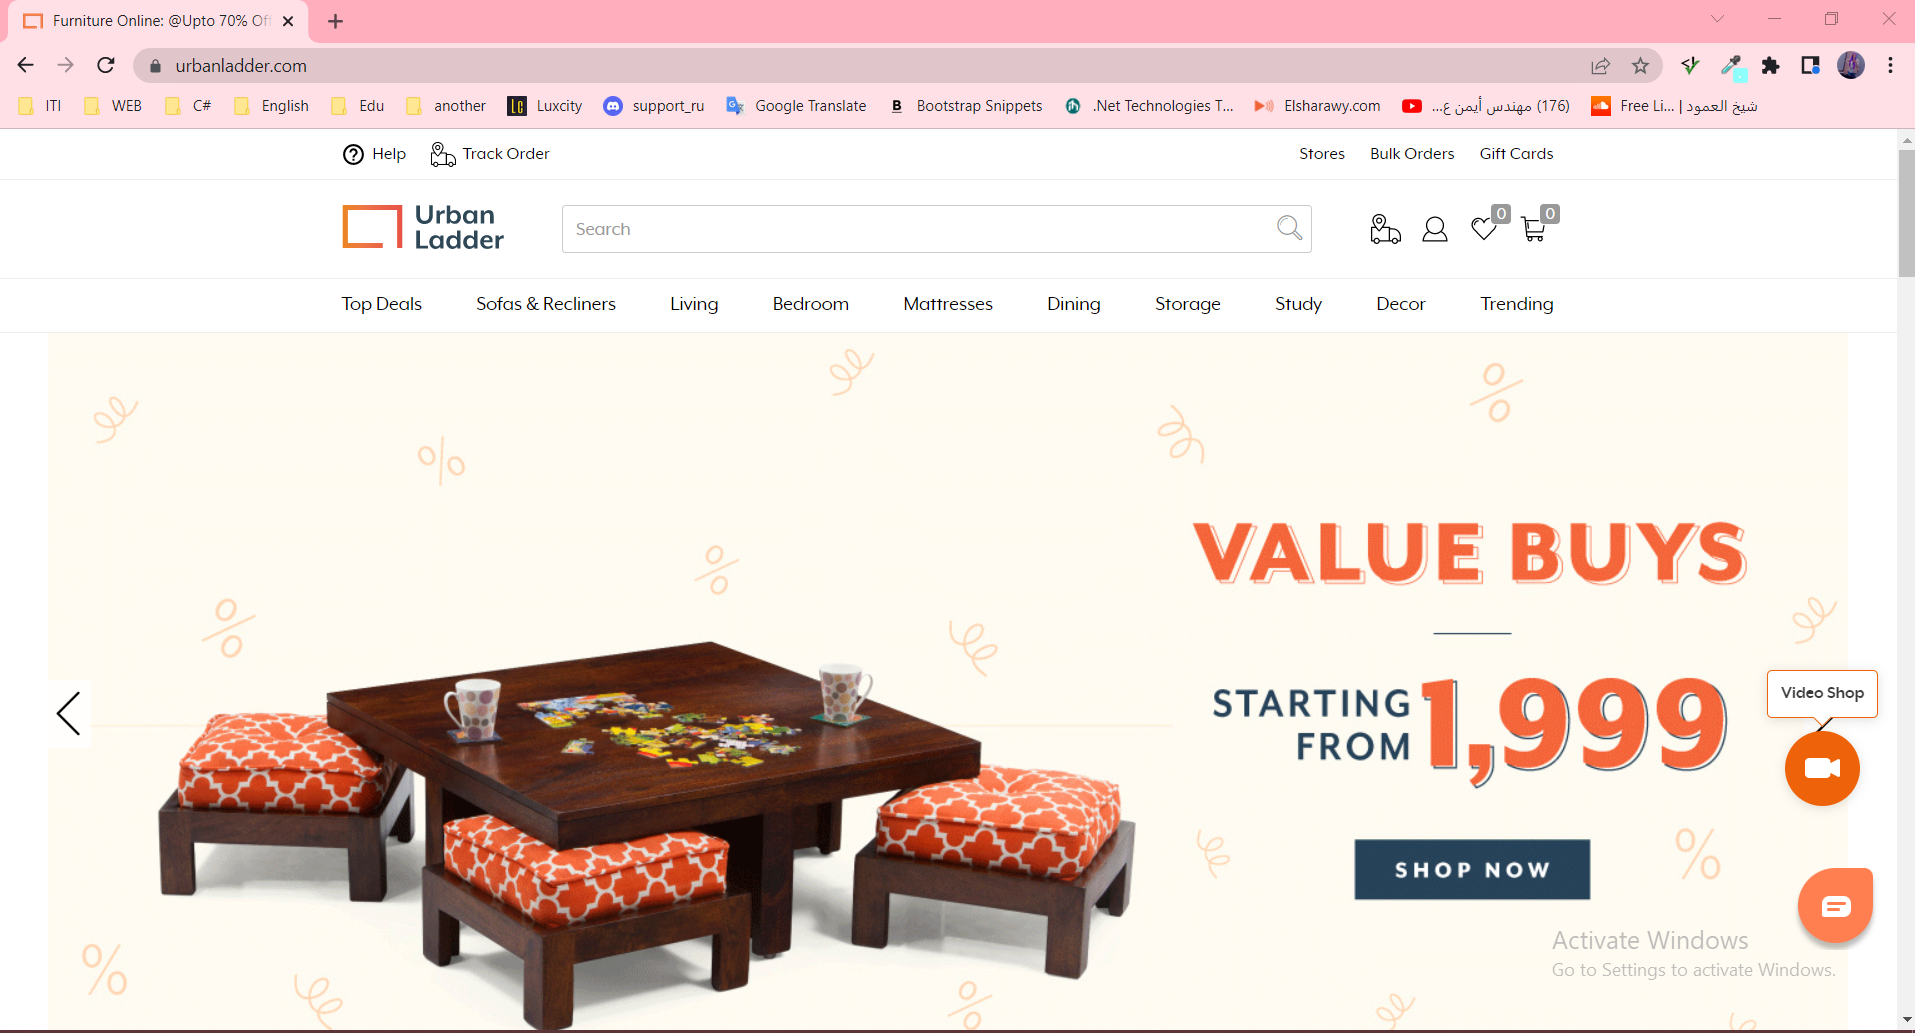 Furniture Online: @Upto 70% Off
urbanladder.com
ITI
WEB
C#
English
Edu
another
Luxcity
support_ru
Google Translate
Bootstrap Snippets
.Net Technologies T...
Elsharawy.com
(176) مهندس أيمن ع...
شيخ العمود | Free Li...
Help
Track Order
Stores
Bulk Orders
Gift Cards
Urban
Ladder
Search
0
0
Top Deals
Sofas & Recliners
Living
Bedroom
Mattresses
Dining
Storage
Study
Decor
Trending
VALUE BUYS
STARTING
FROM
1,999
Video Shop
SHOP NOW
Activate Windows
Go to Settings to activate Windows.